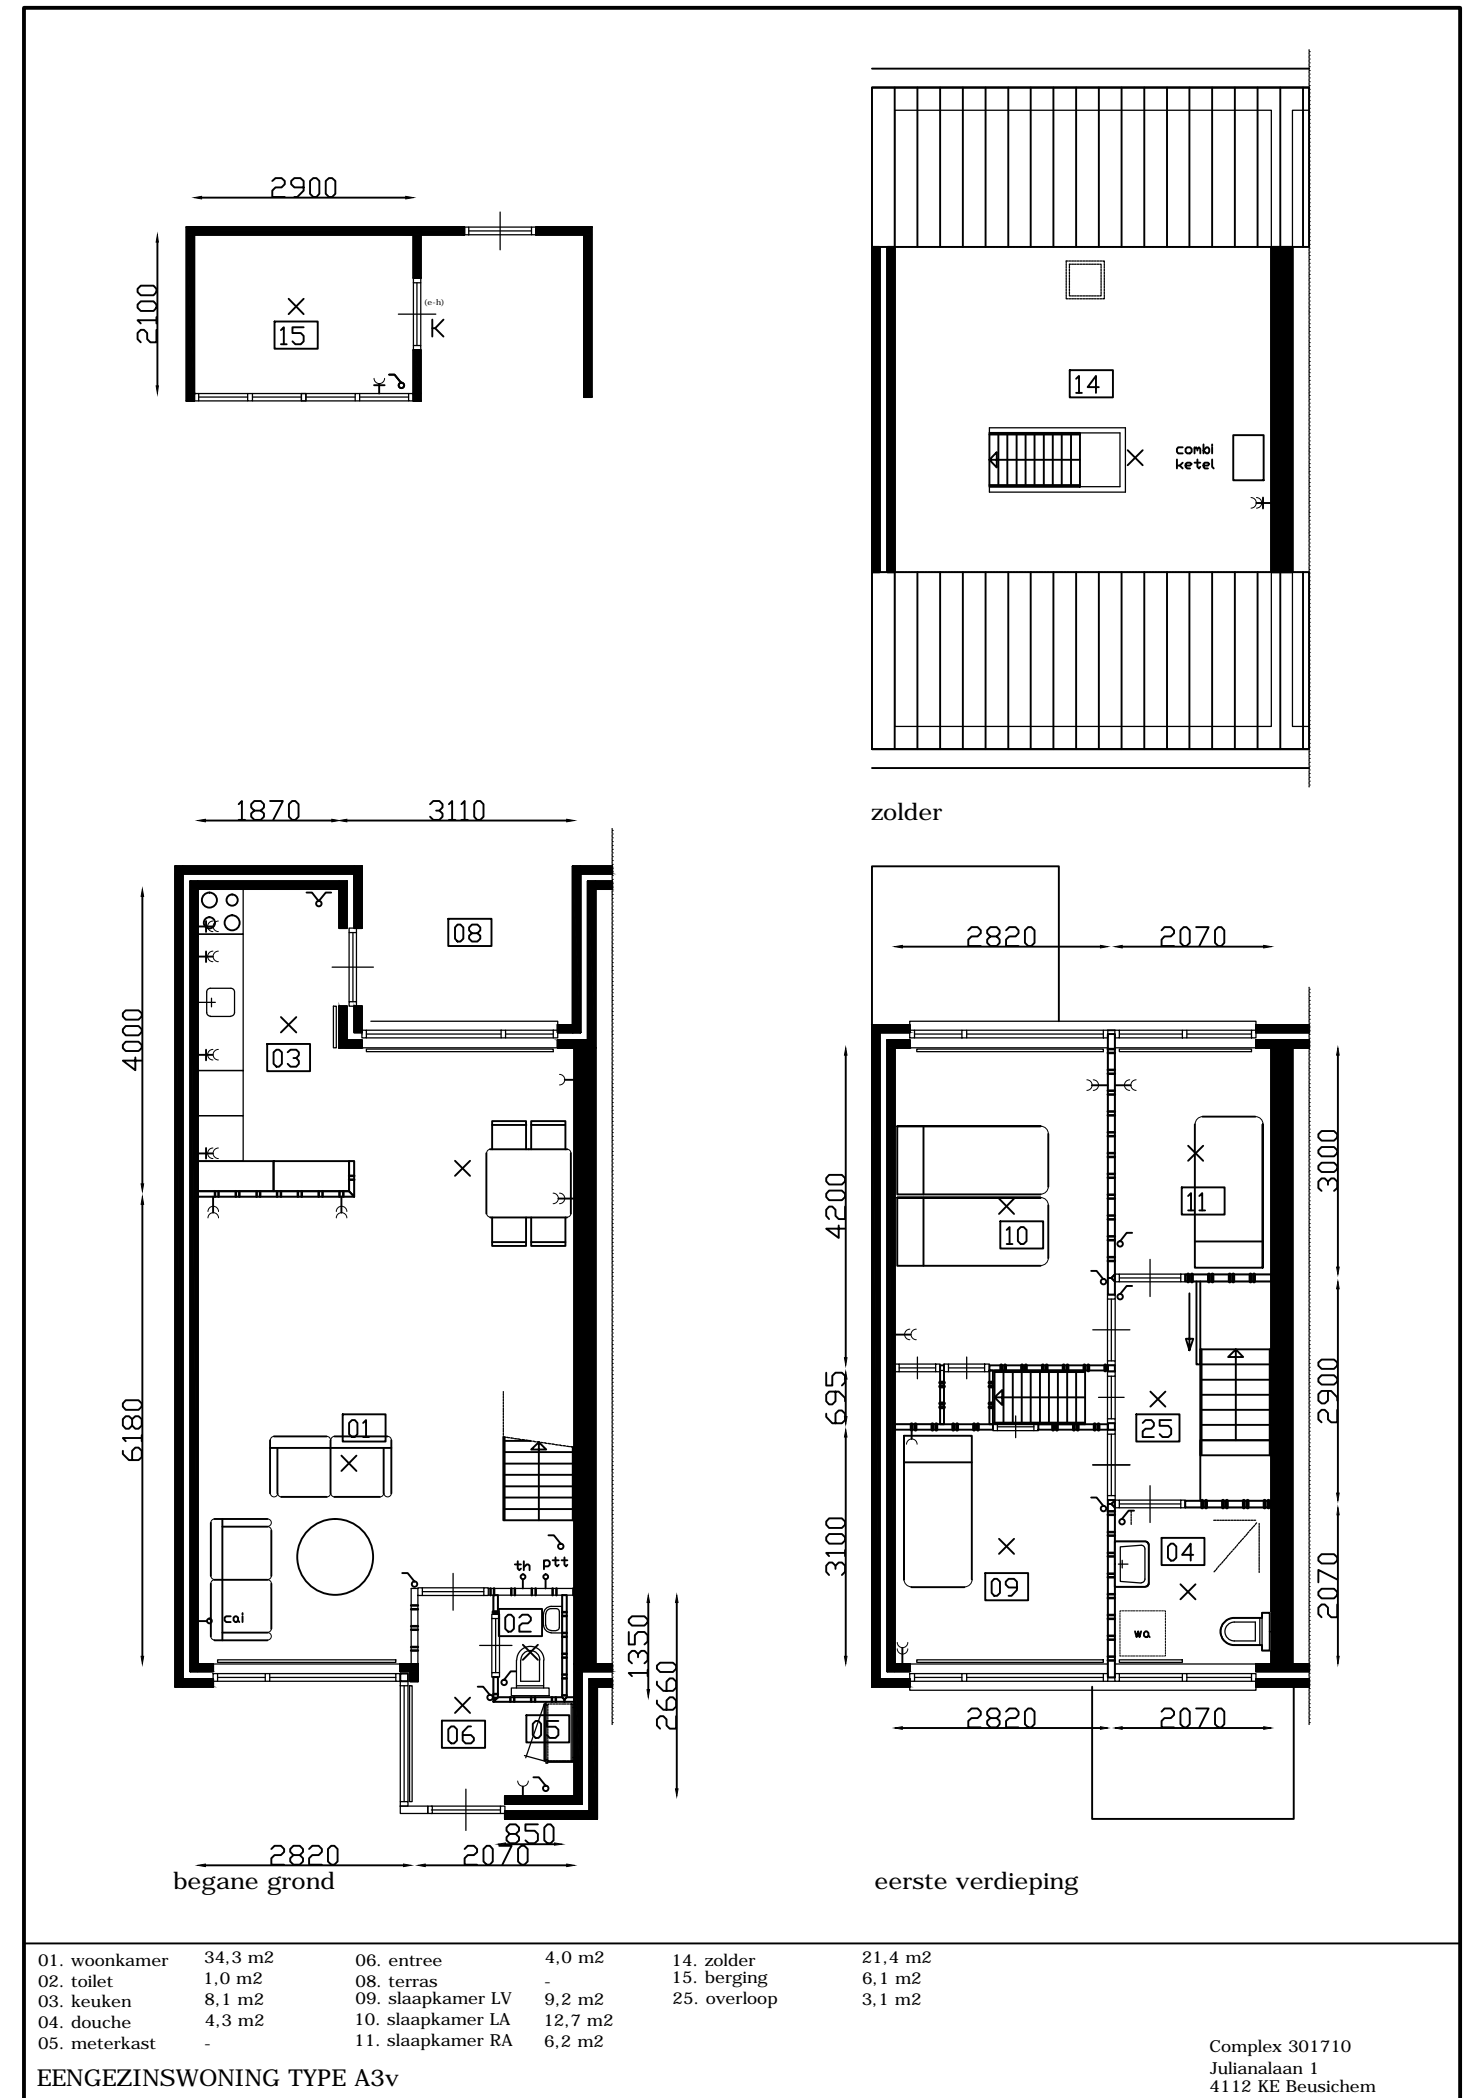 2900
2100
(e-h)
K
15
14
combi
ketel
zolder
1870
3110
08
4000
03
6180
01
th
ptt
cai
02
1350
2660
05
06
850
2820
2070
begane grond
2820
2070
4200
3000
10
11
695
2900
25
3100
2070
04
09
wa
2820
2070
eerste verdieping
01. woonkamer 34,3 m2 06. entree 4,0 m2 14. zolder 21,4 m2
02. toilet 1,0 m2 08. terras - 15. berging 6,1 m2
03. keuken 8,1 m2 09. slaapkamer LV 9,2 m2 25. overloop 3,1 m2
04. douche 4,3 m2 10. slaapkamer LA 12,7 m2
05. meterkast - 11. slaapkamer RA 6,2 m2
EENGEZINSWONING TYPE A3v
Complex 301710
Julianalaan 1
4112 KE Beusichem